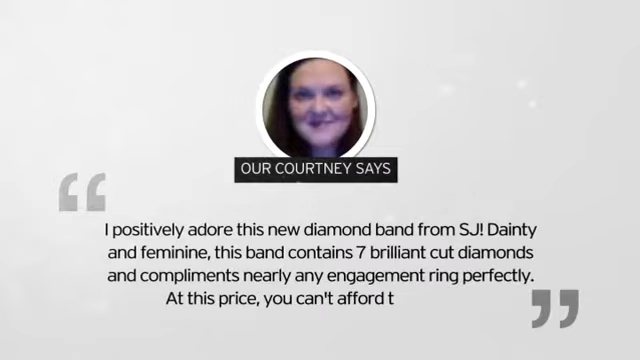 OUR COURTNEY SAYS
I positively adore this new diamond band from SJ! Dainty
and feminine, this band contains 7 brilliant cut diamonds
and compliments nearly any engagement ring perfectly.
At this price, you can't afford t